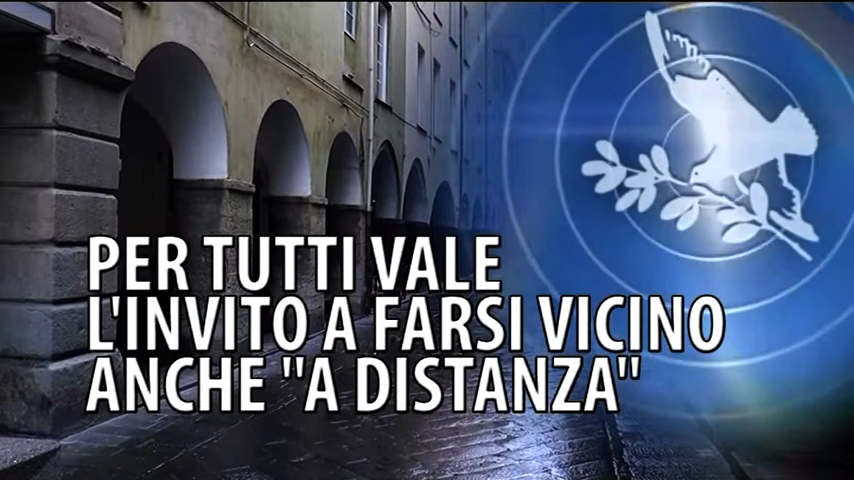 PER TUTTI VALE
L'INVITO A FARSI VICINO
ANCHE "A DISTANZA"